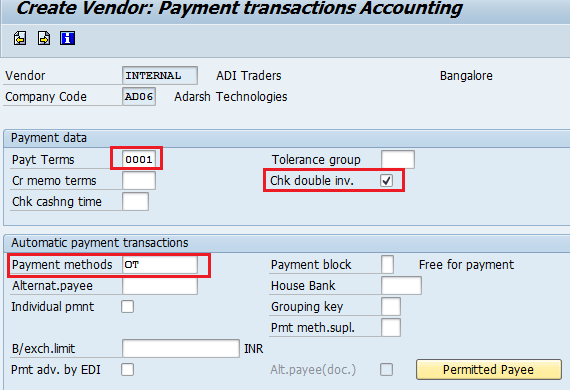 Create Vendor: Payment transactions Accounting
Vendor INTERNAL ADI Traders Bangalore
Company Code AD06 Adarsh Technologies
Payment data
Payt Terms 0001 Tolerance group
Cr memo terms Chk double inv.
Chk cashng time
Automatic payment transactions
Payment methods OT Payment block Free for payment
Alternat.payee House Bank
Individual pmnt Grouping key
Pmt meth.supl.
B/exch.limit INR
Pmt adv. by EDI Alt.payee(doc.) Permitted Payee